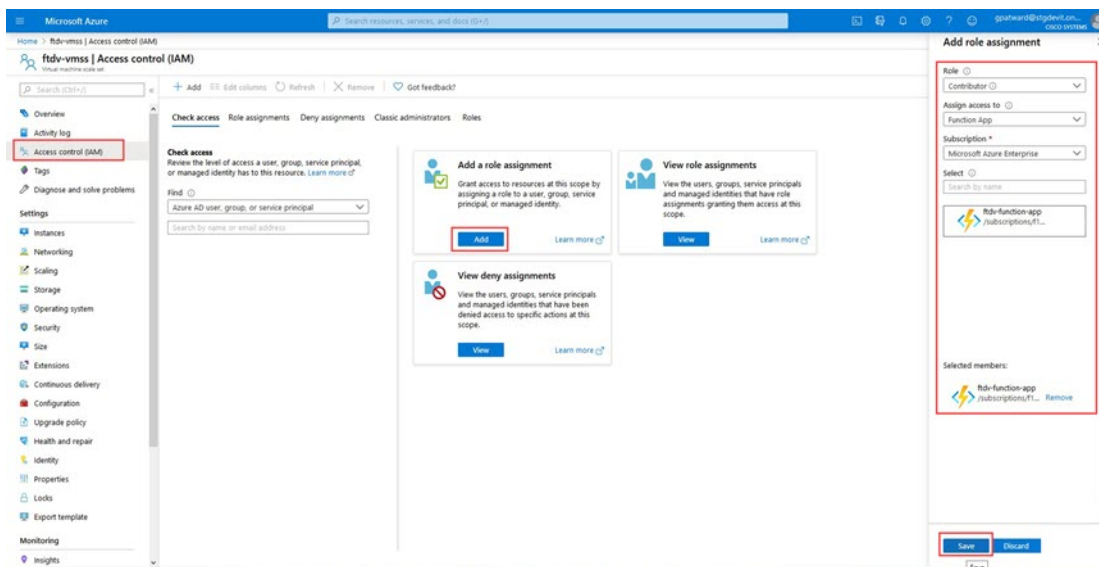 Microsoft Azure
Search resources, services, and docs (G+/)
gpatward@stgdevit.on...
CISCO SYSTEMS
Home > ftdv-vmss | Access control (IAM)
ftdv-vmss | Access control (IAM)
Virtual machine scale set
Search (Ctrl+/)
Overview
Activity log
Access control (IAM)
Tags
Diagnose and solve problems
Settings
Instances
Networking
Scaling
Storage
Operating system
Security
Size
Extensions
Continuous delivery
Configuration
Upgrade policy
Health and repair
Identity
Properties
Locks
Export template
Monitoring
Insights
Add
Edit columns
Refresh
Remove
Got feedback?
Check access
Role assignments
Deny assignments
Classic administrators
Roles
Check access
Review the level of access a user, group, service principal,
or managed identity has to this resource. Learn more
Find
Azure AD user, group, or service principal
Search by name or email address
Add a role assignment
Grant access to resources at this scope by
assigning a role to a user, group, service
principal, or managed identity.
Add
Learn more
View role assignments
View the users, groups, service principals
and managed identities that have role
assignments granting them access at this
scope.
View
Learn more
View deny assignments
View the users, groups, service principals
and managed identities that have been
denied access to specific actions at this
scope.
View
Learn more
Add role assignment
Role
Contributor
Assign access to
Function App
Subscription *
Microsoft Azure Enterprise
Select
Search by name
ftdv-function-app
/subscriptions/f1...
Selected members:
ftdv-function-app
/subscriptions/f1... Remove
Save
Discard
Save